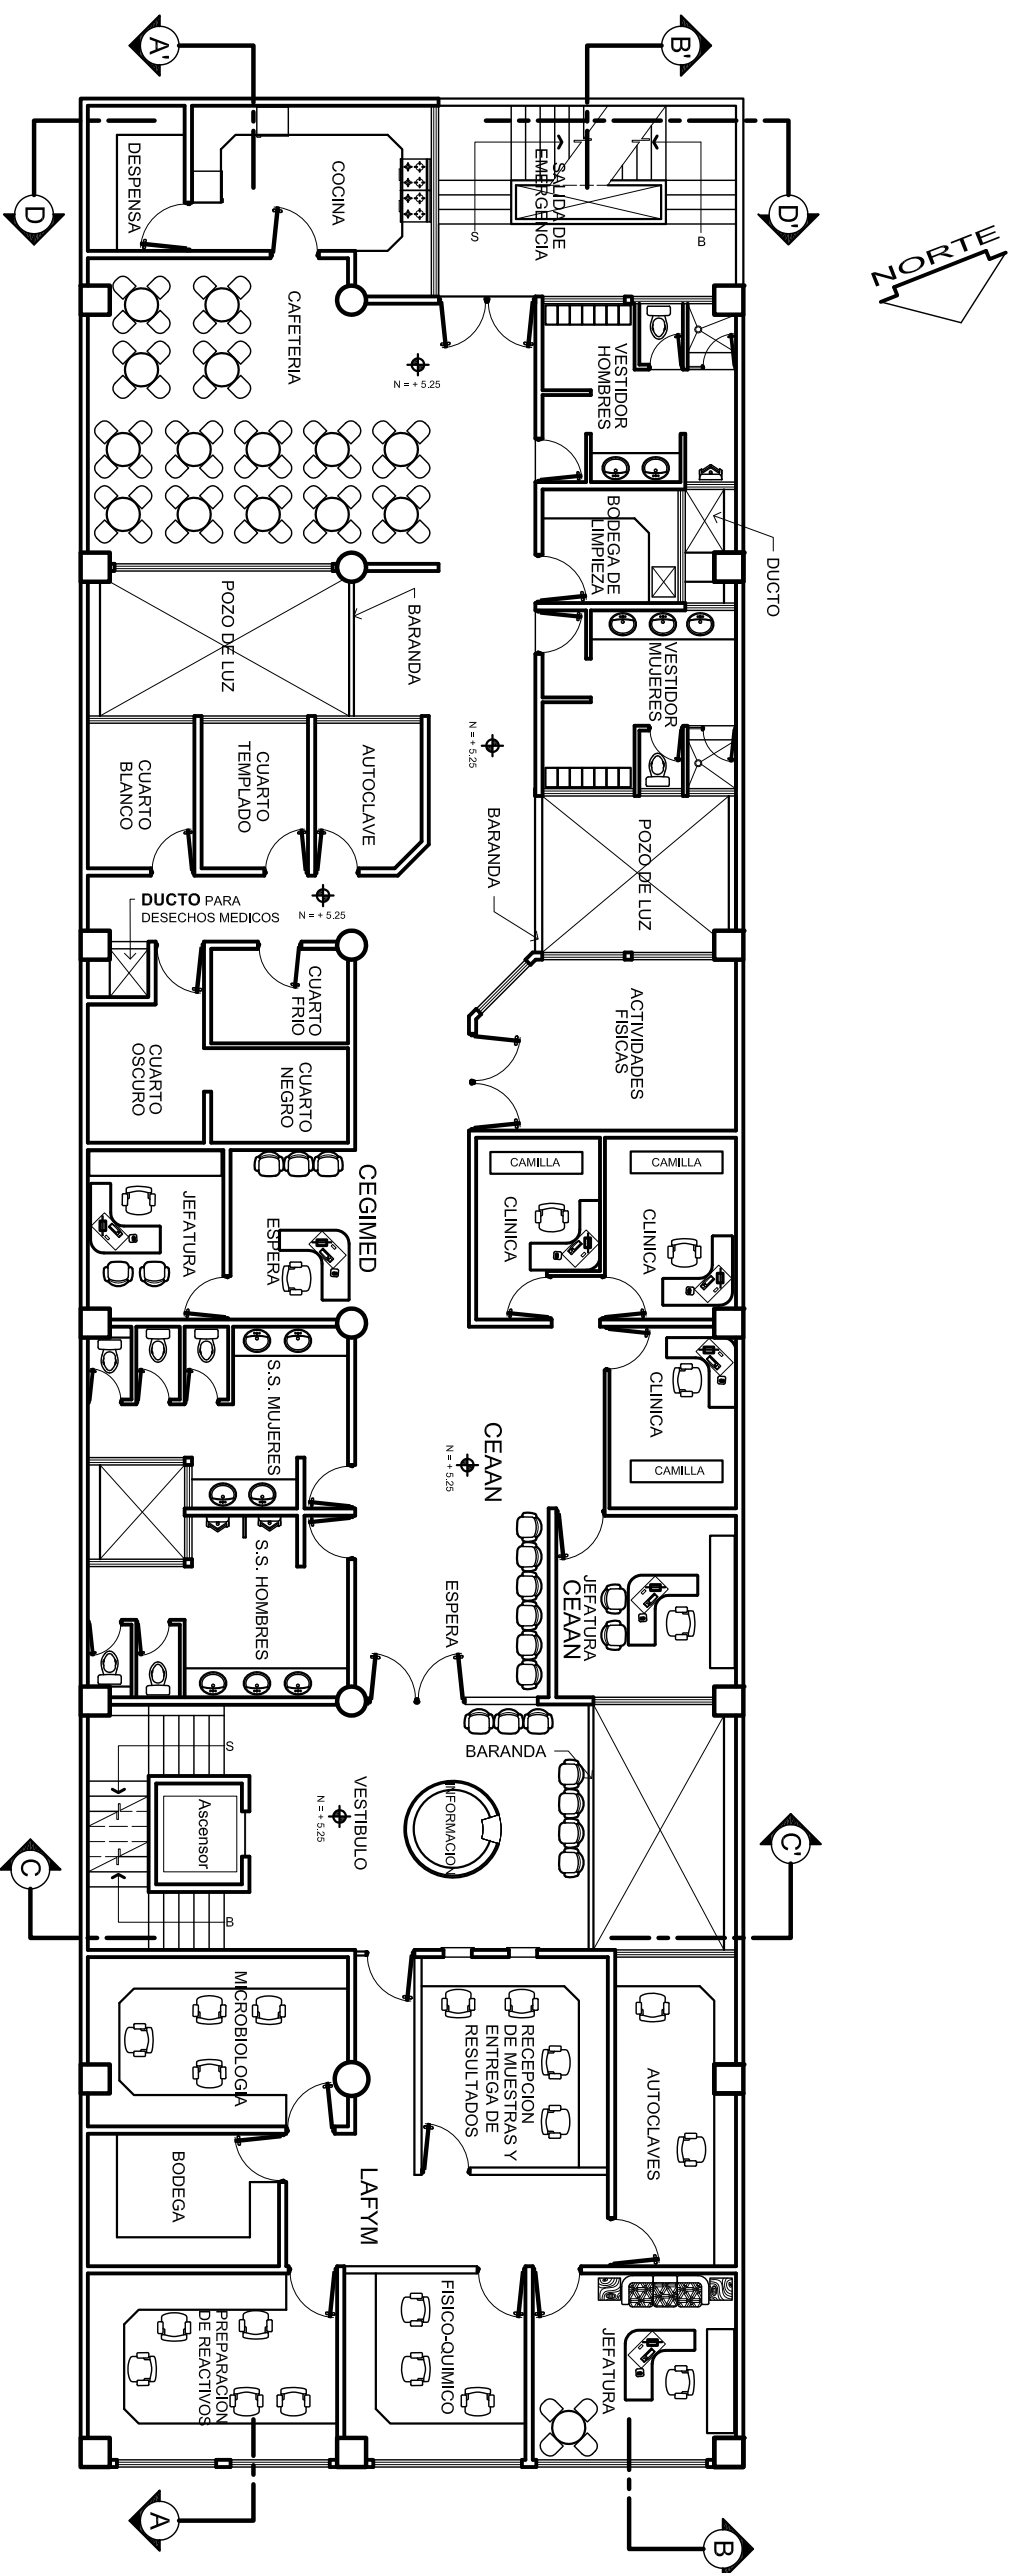 A'
B'
D
D'
NORTE
DESPENSA
COCINA
SALIDA DE
EMERGENCIA
S
B
CAFETERIA
N = + 5.25
VESTIDOR
HOMBRES
BODEGA DE
LIMPIEZA
DUCTO
POZO DE LUZ
BARANDA
VESTIDOR
MUJERES
N = + 5.25
CUARTO
BLANCO
CUARTO
TEMPLADO
AUTOCLAVE
BARANDA
POZO DE LUZ
DUCTO PARA
DESECHOS MEDICOS
N = + 5.25
CUARTO
FRIO
CUARTO
OSCURO
CUARTO
NEGRO
ACTIVIDADES
FISICAS
CAMILLA
CAMILLA
CLINICA
CLINICA
JEFATURA
ESPERA
CEGIMED
S.S. MUJERES
CLINICA
CAMILLA
CEAAN
N = + 5.25
S.S. HOMBRES
ESPERA
JEFATURA
CEAAN
BARANDA
S
Ascensor
B
VESTIBULO
N = + 5.25
INFORMACION
C
C'
MICROBIOLOGIA
RECEPCION
DE MUESTRAS Y
ENTREGA DE
RESULTADOS
AUTOCLAVES
BODEGA
LAFYM
PREPARACION
DE REACTIVOS
FISICO-QUIMICO
JEFATURA
A
B